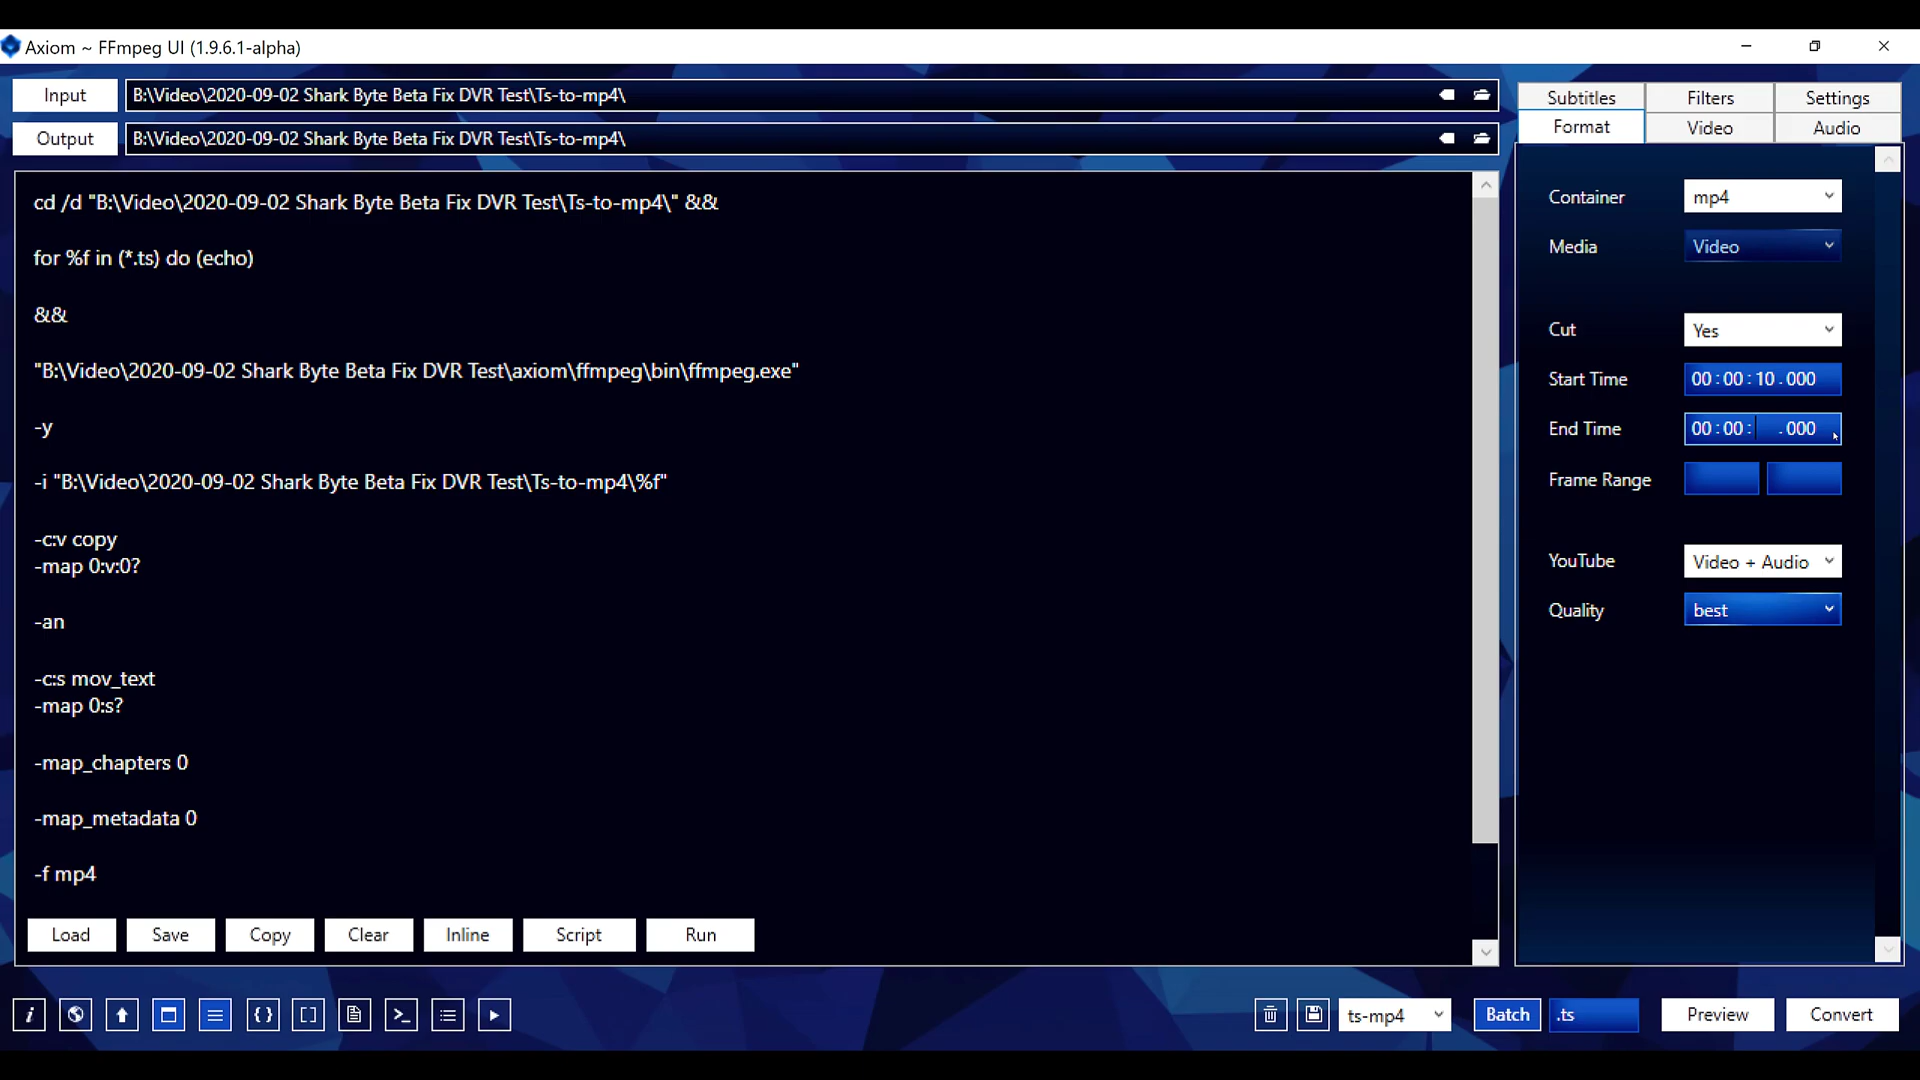 Axiom ~ FFmpeg UI (1.9.6.1-alpha)
Input
B:\Video\2020-09-02 Shark Byte Beta Fix DVR Test\Ts-to-mp4\
Output
B:\Video\2020-09-02 Shark Byte Beta Fix DVR Test\Ts-to-mp4\
cd /d "B:\Video\2020-09-02 Shark Byte Beta Fix DVR Test\Ts-to-mp4\" &&
for %f in (*.ts) do (echo)
&&
"B:\Video\2020-09-02 Shark Byte Beta Fix DVR Test\axiom\ffmpeg\bin\ffmpeg.exe"
-y
-i "B:\Video\2020-09-02 Shark Byte Beta Fix DVR Test\Ts-to-mp4\%f"
-c:v copy
-map 0:v:0?
-an
-c:s mov_text
-map 0:s?
-map_chapters 0
-map_metadata 0
-f mp4
Load Save Copy Clear Inline Script Run
Subtitles Filters Settings
Format Video Audio
Container mp4
Media Video
Cut Yes
Start Time 00:00:10.000
End Time 00:00: .000
Frame Range
YouTube Video + Audio
Quality best
ts-mp4 Batch .ts Preview Convert